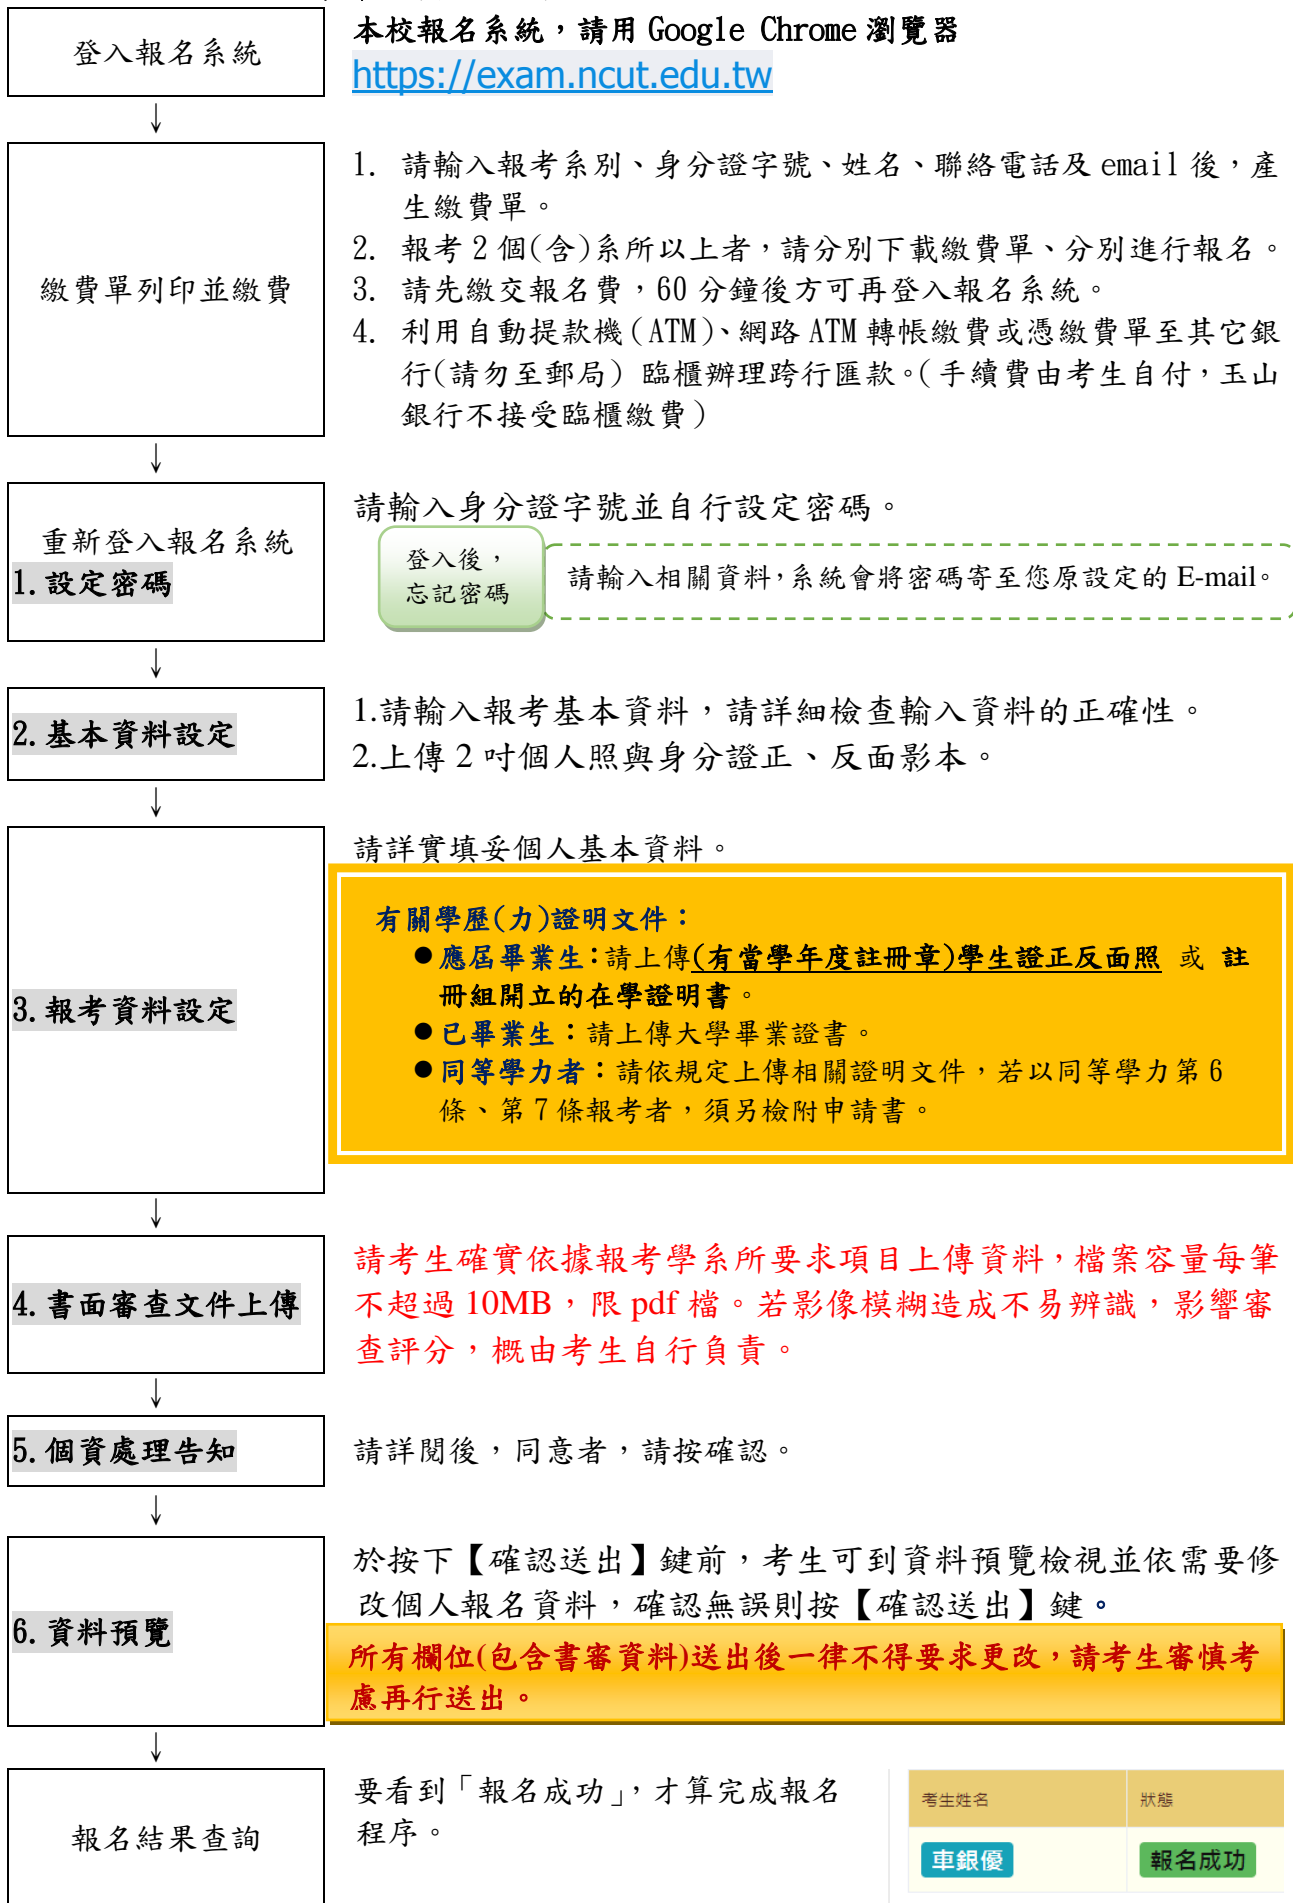 登入報名系統
本校報名系統，請用 Google Chrome 瀏覽器
https://exam.ncut.edu.tw
↓
繳費單列印並繳費
1. 請輸入報考系別、身分證字號、姓名、聯絡電話及 email 後，產
生繳費單。
2. 報考 2 個(含)系所以上者，請分別下載繳費單、分別進行報名。
3. 請先繳交報名費，60 分鐘後方可再登入報名系統。
4. 利用自動提款機（ATM）、網路 ATM 轉帳繳費或憑繳費單至其它銀
行(請勿至郵局) 臨櫃辦理跨行匯款。（手續費由考生自付，玉山
銀行不接受臨櫃繳費）
↓
重新登入報名系統
1.設定密碼
請輸入身分證字號並自行設定密碼。
登入後，
忘記密碼
請輸入相關資料，系統會將密碼寄至您原設定的 E-mail。
↓
2.基本資料設定
1.請輸入報考基本資料，請詳細檢查輸入資料的正確性。
2.上傳 2 吋個人照與身分證正、反面影本。
↓
3.報考資料設定
請詳實填妥個人基本資料。
有關學歷(力)證明文件：
●應屆畢業生：請上傳(有當學年度註冊章)學生證正反面照 或 註
冊組開立的在學證明書。
●已畢業生：請上傳大學畢業證書。
●同等學力者：請依規定上傳相關證明文件，若以同等學力第 6
條、第 7 條報考者，須另檢附申請書。
↓
4.書面審查文件上傳
請考生確實依據報考學系所要求項目上傳資料，檔案容量每筆
不超過 10MB，限 pdf 檔。若影像模糊造成不易辨識，影響審
查評分，概由考生自行負責。
↓
5.個資處理告知
請詳閱後，同意者，請按確認。
↓
6.資料預覽
於按下【確認送出】鍵前，考生可到資料預覽檢視並依需要修
改個人報名資料，確認無誤則按【確認送出】鍵。
所有欄位(包含書審資料)送出後一律不得要求更改，請考生審慎考
慮再行送出。
↓
報名結果查詢
要看到「報名成功」，才算完成報名
程序。
考生姓名 狀態
車銀優 報名成功